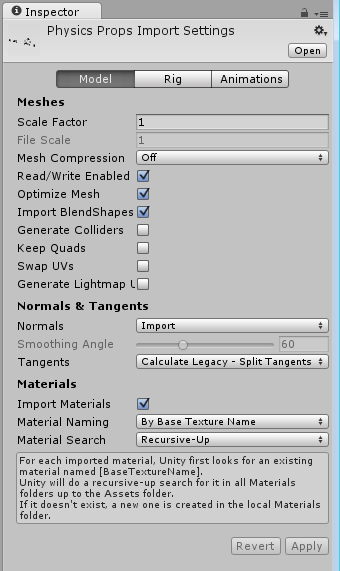 Inspector
Physics Props Import Settings
Open
Model Rig Animations
Meshes
Scale Factor 1
File Scale 1
Mesh Compression Off
Read/Write Enabled
Optimize Mesh
Import BlendShapes
Generate Colliders
Keep Quads
Swap UVs
Generate Lightmap U
Normals & Tangents
Normals Import
Smoothing Angle 60
Tangents Calculate Legacy - Split Tangents
Materials
Import Materials
Material Naming By Base Texture Name
Material Search Recursive-Up
For each imported material, Unity first looks for an existing
material named [BaseTextureName].
Unity will do a recursive-up search for it in all Materials
folders up to the Assets folder.
If it doesn't exist, a new one is created in the local Materials
folder.
Revert Apply